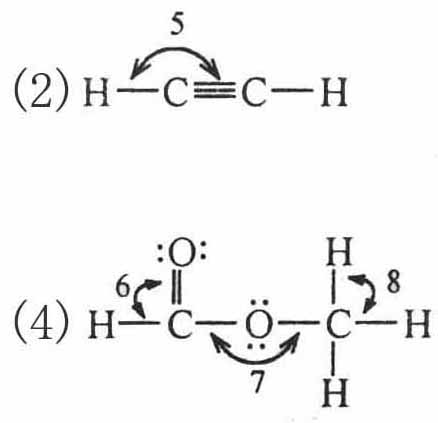 5
(2) H—C≡C—H
:O:
H
6
8
(4) H—C—O—C—H
7
H